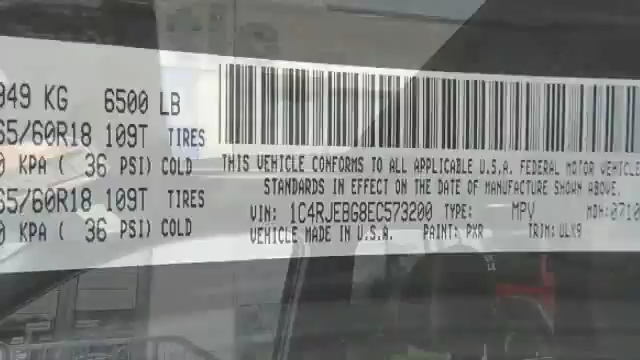 949 KG 6500 LB
65/60R18 109T TIRES
0 KPA ( 36 PSI) COLD
65/60R18 109T TIRES
0 KPA ( 36 PSI) COLD
THIS VEHICLE CONFORMS TO ALL APPLICABLE U.S.A. FEDERAL MOTOR VEHICLE
STANDARDS IN EFFECT ON THE DATE OF MANUFACTURE SHOWN ABOVE.
VIN: 1C4RJEBG8EC573200 TYPE: MPV MDH:0710
VEHICLE MADE IN U.S.A. PAINT: PXR TRIM: